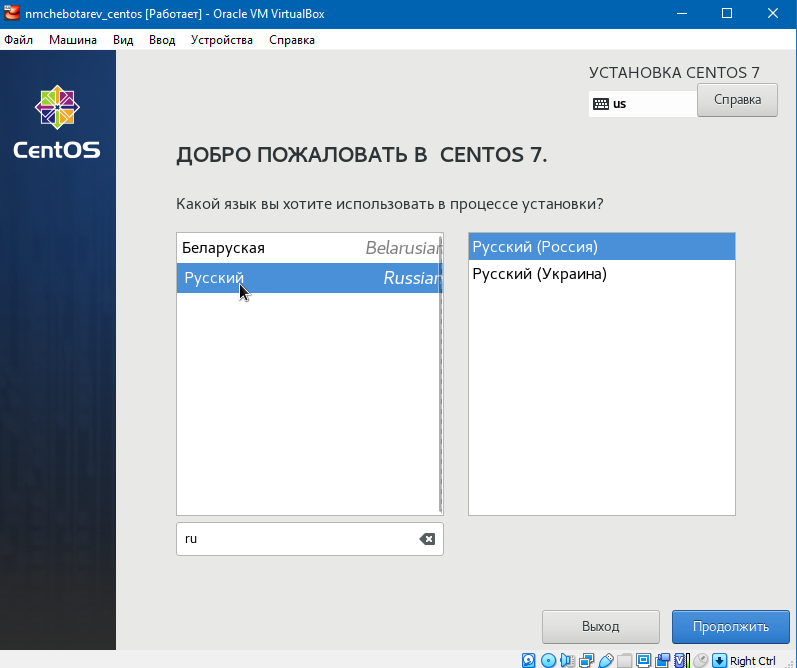 nmchebotarev_centos [Работает] - Oracle VM VirtualBox
Файл Машина Вид Ввод Устройства Справка
УСТАНОВКА CENTOS 7
us Справка
CentOS
ДОБРО ПОЖАЛОВАТЬ В CENTOS 7.
Какой язык вы хотите использовать в процессе установки?
Беларуская Belarusian
Русский Russian
Русский (Россия)
Русский (Украина)
ru
Выход Продолжить
Right Ctrl